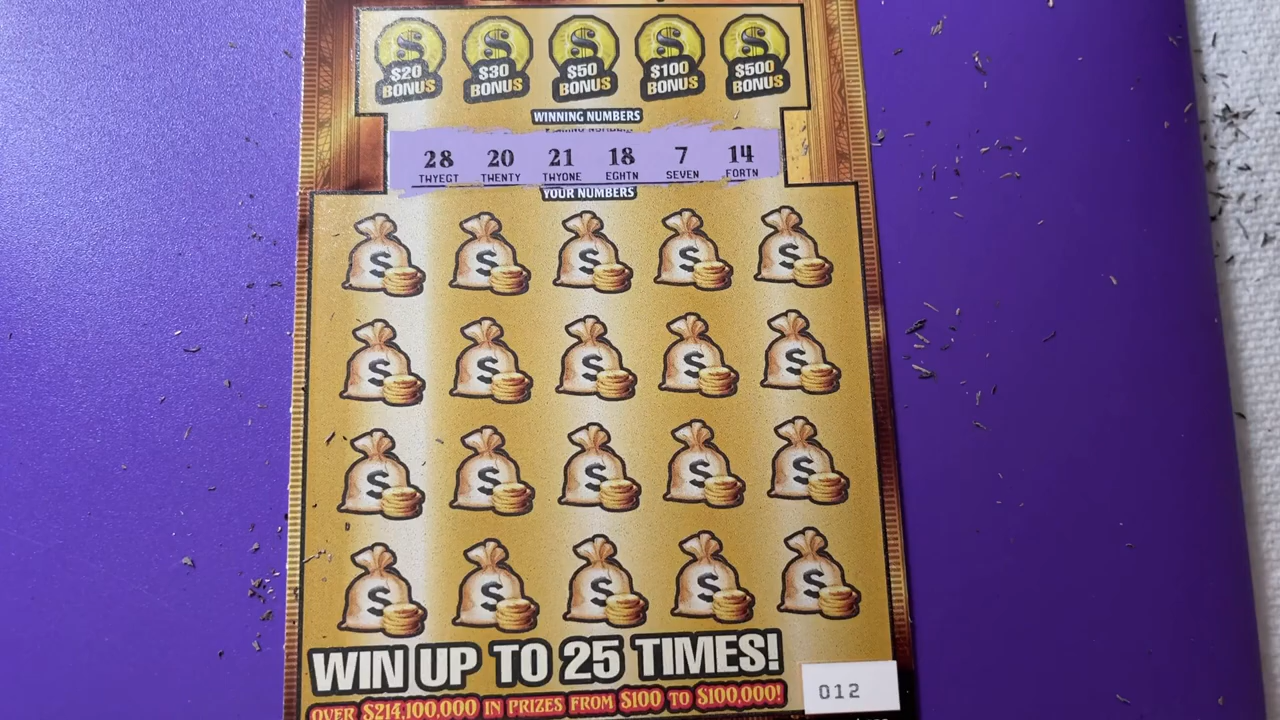 $20 BONUS $30 BONUS $50 BONUS $100 BONUS $500 BONUS
WINNING NUMBERS
28 20 21 18 7 14
THYEGT THYENTY THYONE EGHTN SEVEN FORTN
YOUR NUMBERS
$ $ $ $ $
$ $ $ $ $
$ $ $ $ $
$ $ $ $ $
WIN UP TO 25 TIMES!
OVER $214,100,000 IN PRIZES FROM $100 TO $100,000!
012